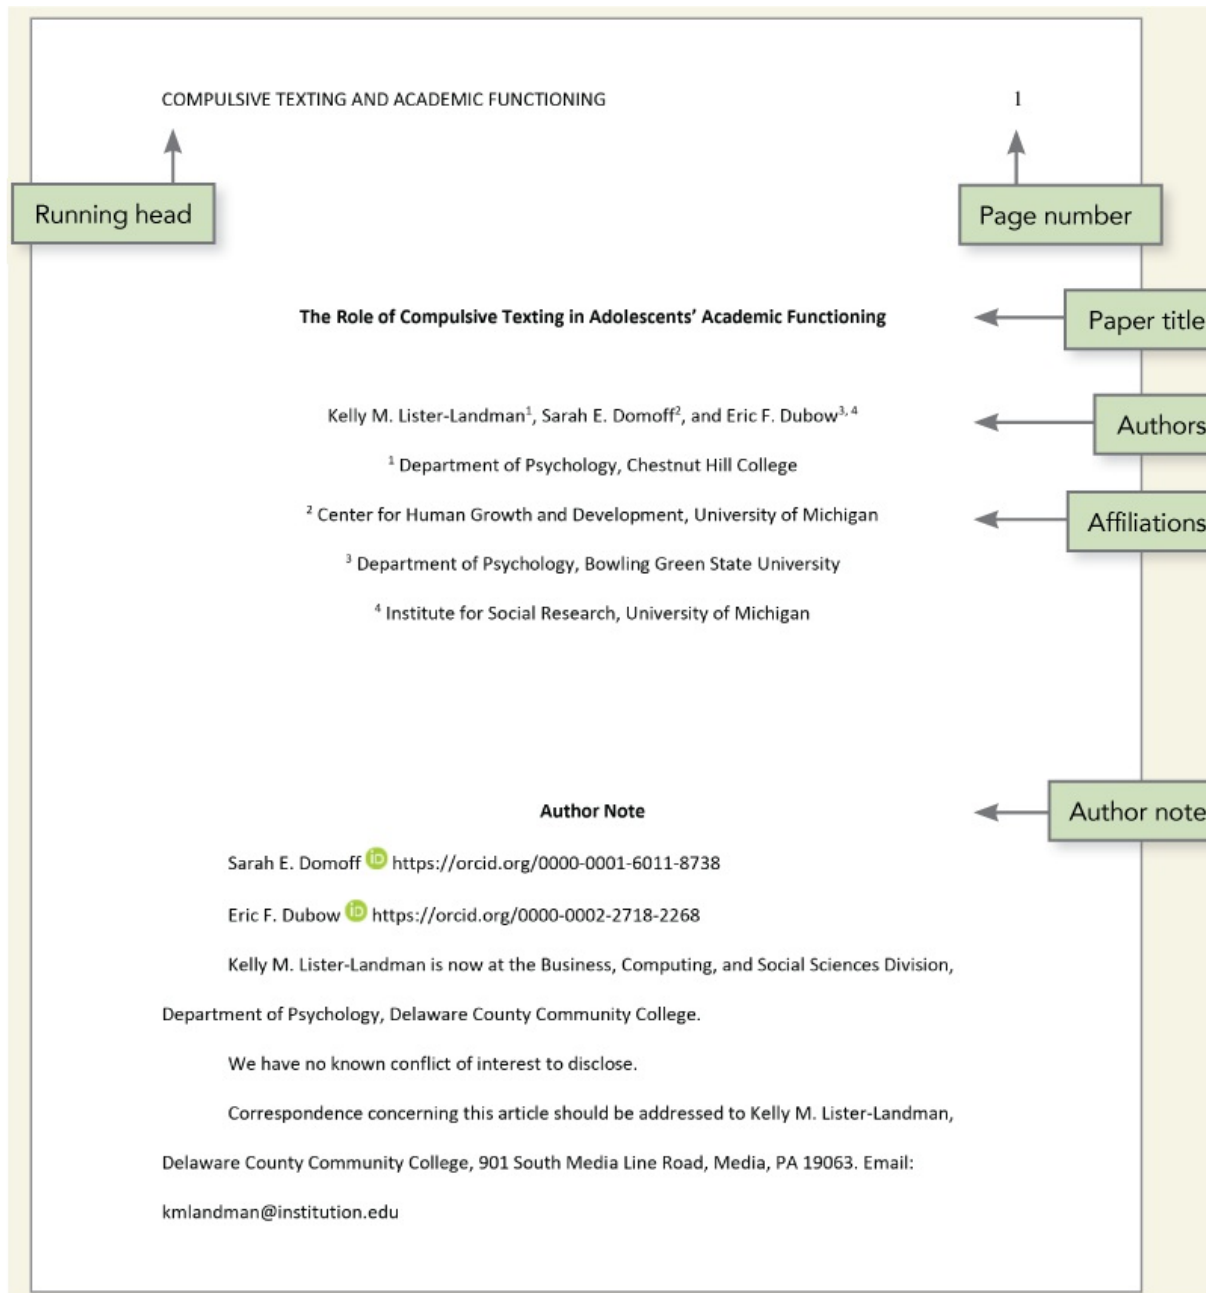 COMPULSIVE TEXTING AND ACADEMIC FUNCTIONING 1
Running head
Page number
The Role of Compulsive Texting in Adolescents’ Academic Functioning
Paper title
Kelly M. Lister-Landman¹, Sarah E. Domoff², and Eric F. Dubow³, ⁴
Authors
¹ Department of Psychology, Chestnut Hill College
² Center for Human Growth and Development, University of Michigan
Affiliations
³ Department of Psychology, Bowling Green State University
⁴ Institute for Social Research, University of Michigan
Author Note
Author note
Sarah E. Domoff iD https://orcid.org/0000-0001-6011-8738
Eric F. Dubow iD https://orcid.org/0000-0002-2718-2268
Kelly M. Lister-Landman is now at the Business, Computing, and Social Sciences Division,
Department of Psychology, Delaware County Community College.
We have no known conflict of interest to disclose.
Correspondence concerning this article should be addressed to Kelly M. Lister-Landman,
Delaware County Community College, 901 South Media Line Road, Media, PA 19063. Email:
kmlandman@institution.edu